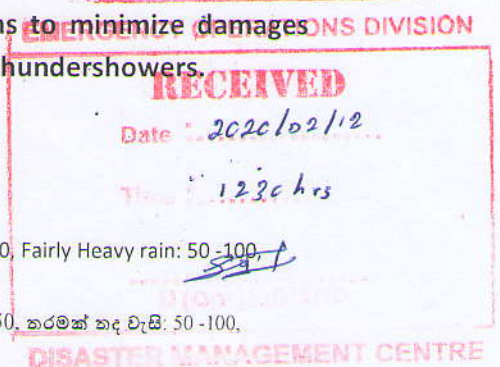 ns to minimize damages
EMERGENCY OPERATIONS DIVISION
hundershowers.
RECEIVED
Date : 2020/02/12
Time : 1230 hrs
0, Fairly Heavy rain: 50 -100,
50, තරමක් තද වැසි: 50 -100,
DISASTER MANAGEMENT CENTRE